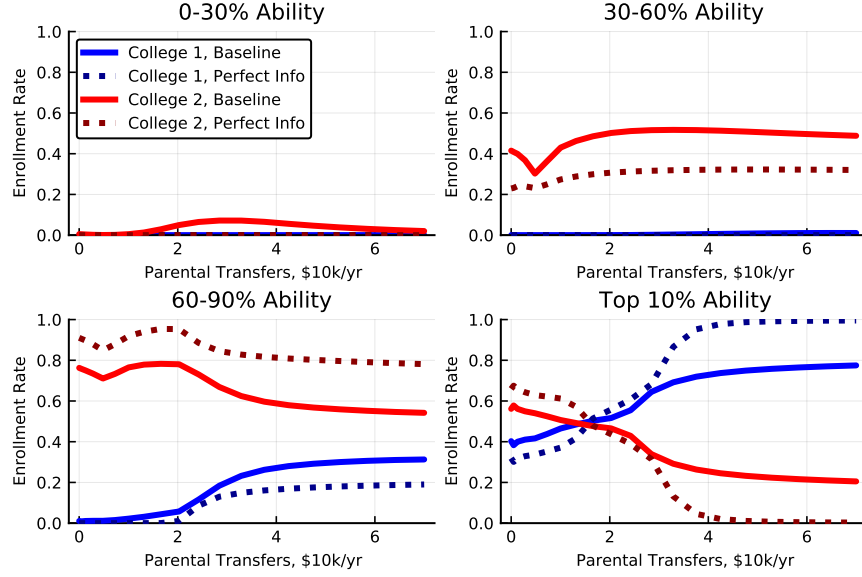 0-30% Ability
1.0
0.8
0.6
0.4
0.2
0.0
Enrollment Rate
College 1, Baseline
College 1, Perfect Info
College 2, Baseline
College 2, Perfect Info
0 2 4 6
Parental Transfers, $10k/yr
30-60% Ability
1.0
0.8
0.6
0.4
0.2
0.0
Enrollment Rate
0 2 4 6
Parental Transfers, $10k/yr
60-90% Ability
1.0
0.8
0.6
0.4
0.2
0.0
Enrollment Rate
0 2 4 6
Parental Transfers, $10k/yr
Top 10% Ability
1.0
0.8
0.6
0.4
0.2
0.0
Enrollment Rate
0 2 4 6
Parental Transfers, $10k/yr